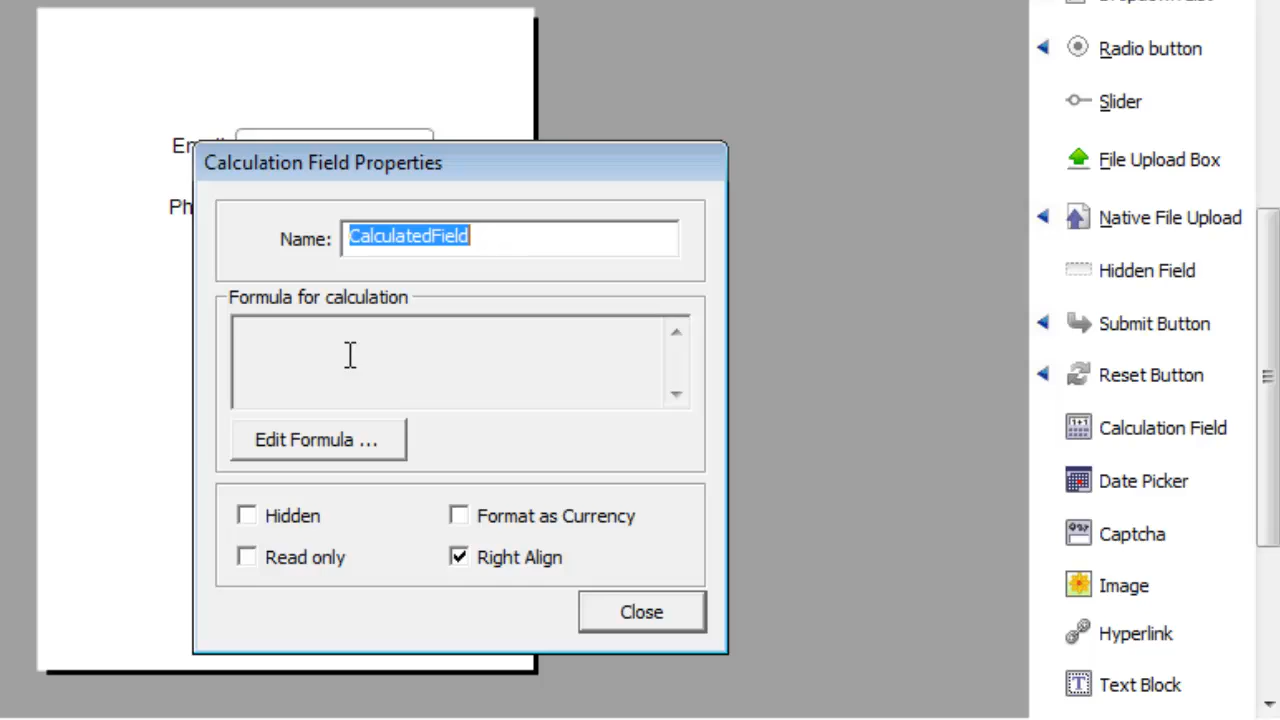 Radio button
Slider
Email
File Upload Box
Calculation Field Properties
Ph
Native File Upload
Name: CalculatedField
Hidden Field
Formula for calculation
Submit Button
Reset Button
Edit Formula ...
Calculation Field
Date Picker
Hidden
Format as Currency
Captcha
Read only
Right Align
Image
Close
Hyperlink
Text Block